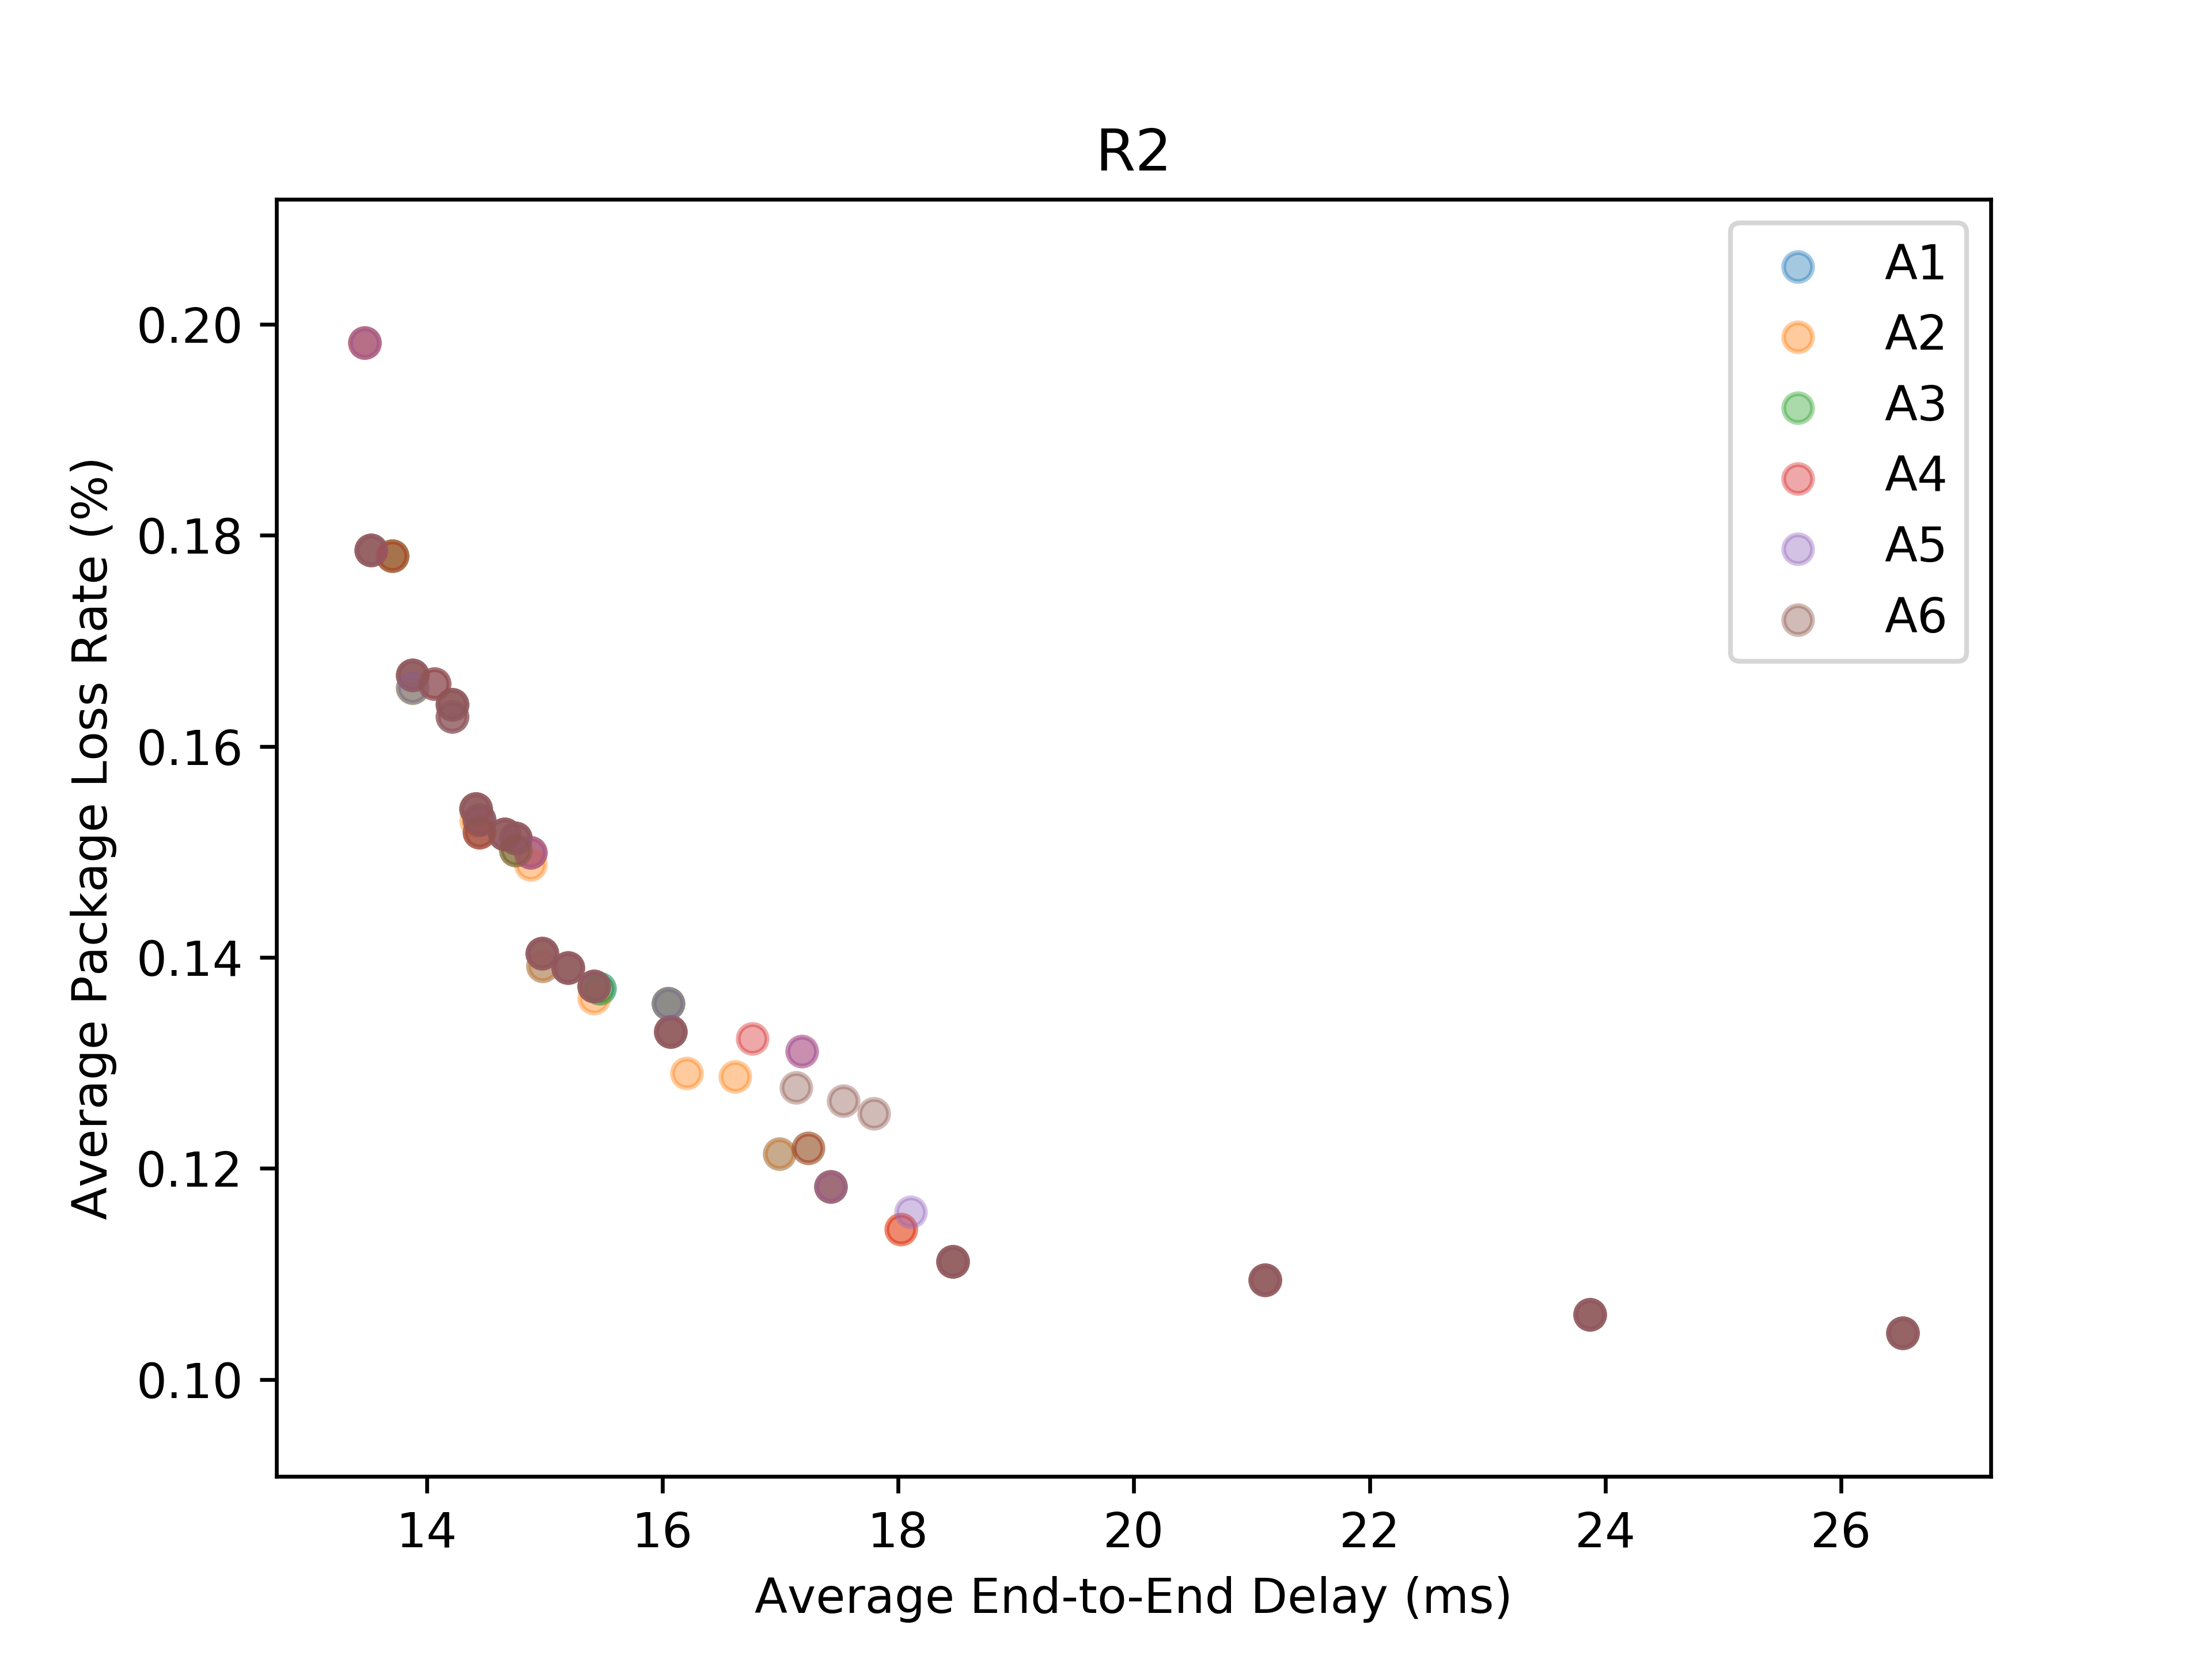 R2
A1
A2
A3
A4
A5
A6
Average Package Loss Rate (%)
0.20
0.18
0.16
0.14
0.12
0.10
14 16 18 20 22 24 26
Average End-to-End Delay (ms)